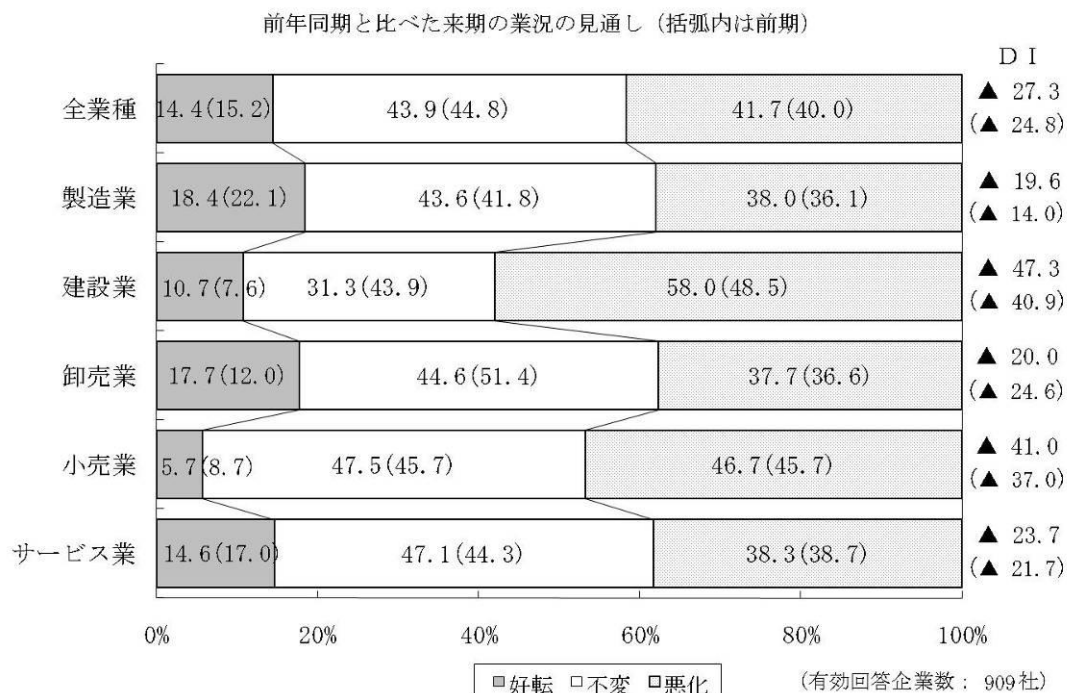 前年同期と比べた来期の業況の見通し（括弧内は前期）
ＤＩ
全業種 14.4(15.2) 43.9(44.8) 41.7(40.0) ▲ 27.3
(▲ 24.8)
製造業 18.4(22.1) 43.6(41.8) 38.0(36.1) ▲ 19.6
(▲ 14.0)
建設業 10.7(7.6) 31.3(43.9) 58.0(48.5) ▲ 47.3
(▲ 40.9)
卸売業 17.7(12.0) 44.6(51.4) 37.7(36.6) ▲ 20.0
(▲ 24.6)
小売業 5.7(8.7) 47.5(45.7) 46.7(45.7) ▲ 41.0
(▲ 37.0)
サービス業 14.6(17.0) 47.1(44.3) 38.3(38.7) ▲ 23.7
(▲ 21.7)
0% 20% 40% 60% 80% 100%
好転 不変 悪化
（有効回答企業数：909社）